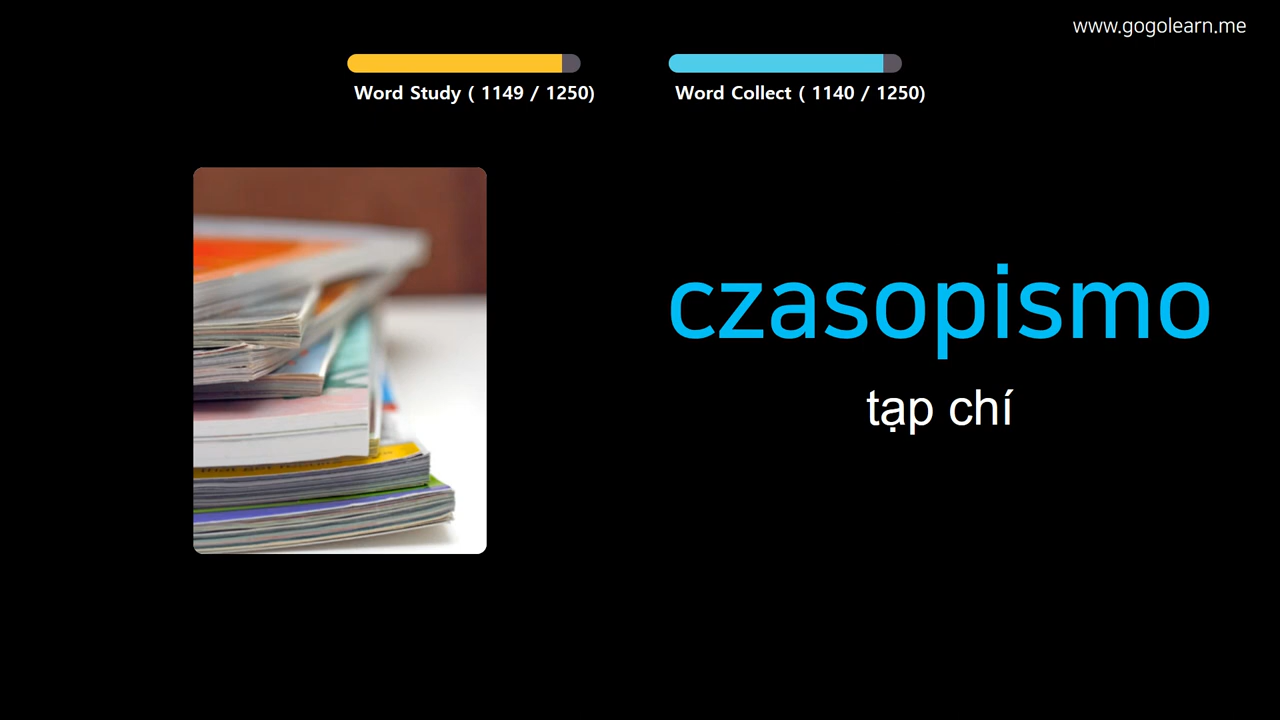 www.gogolearn.me
Word Study ( 1149 / 1250)
Word Collect ( 1140 / 1250)
czasopismo
tạp chí